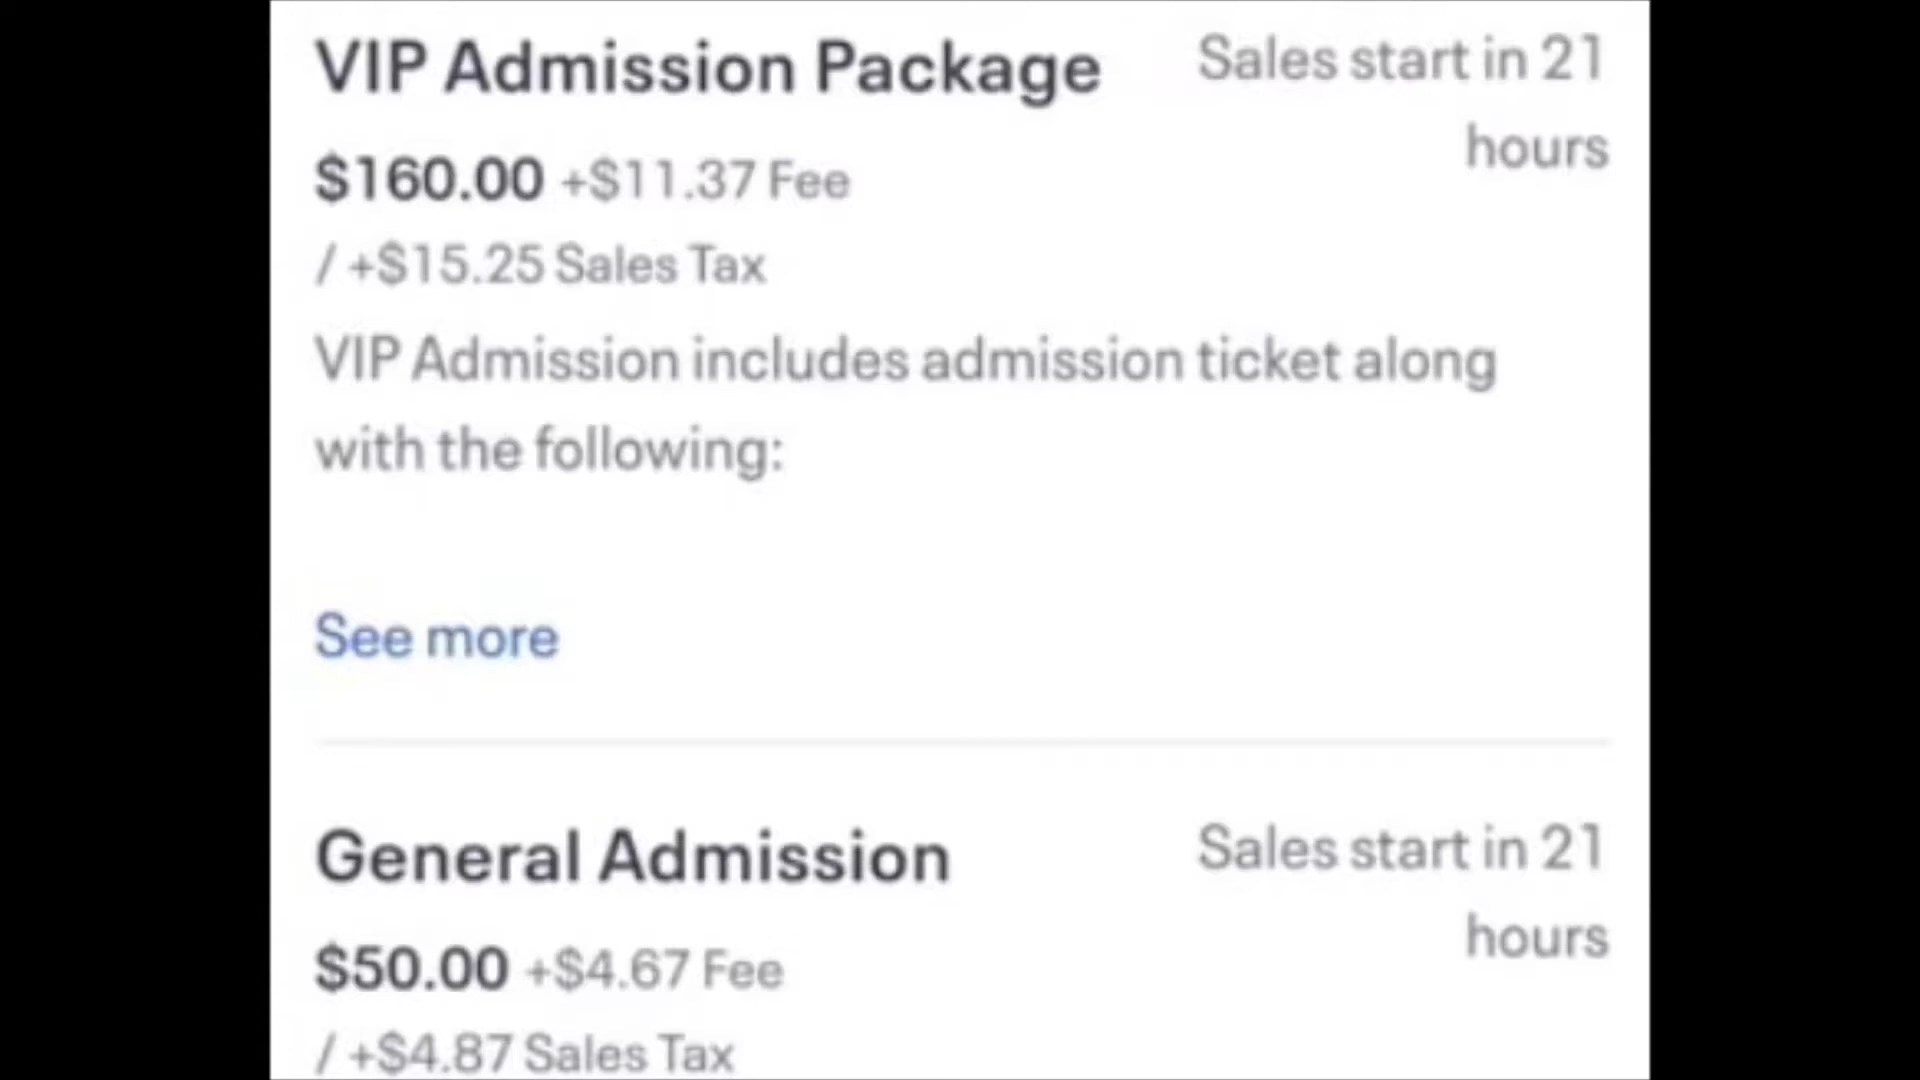 VIP Admission Package
Sales start in 21
hours
$160.00 +$11.37 Fee
/ +$15.25 Sales Tax
VIP Admission includes admission ticket along
with the following:
See more
General Admission
Sales start in 21
hours
$50.00 +$4.67 Fee
/ +$4.87 Sales Tax